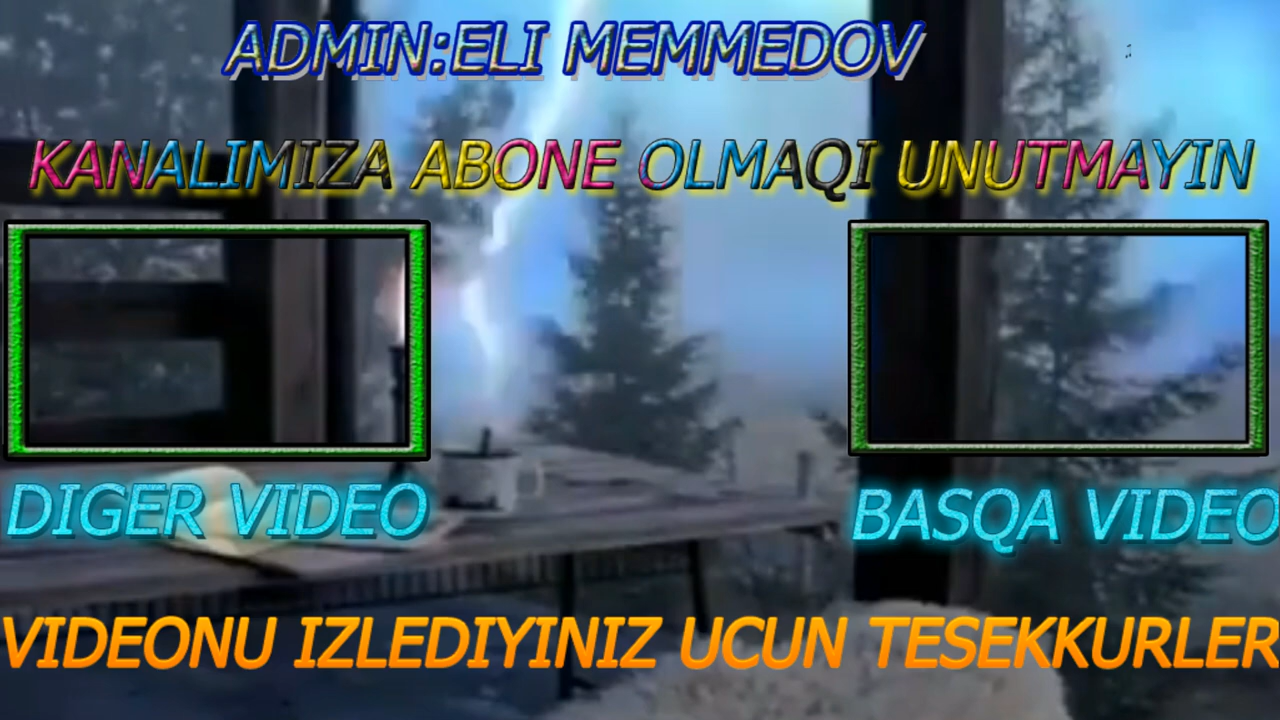 ADMIN:ELI MEMMEDOV
KANALIMIZA ABONE OLMAQI UNUTMAYIN
DIGER VIDEO
BASQA VIDEO
VIDEONU IZLEDIYINIZ UCUN TESEKKURLER